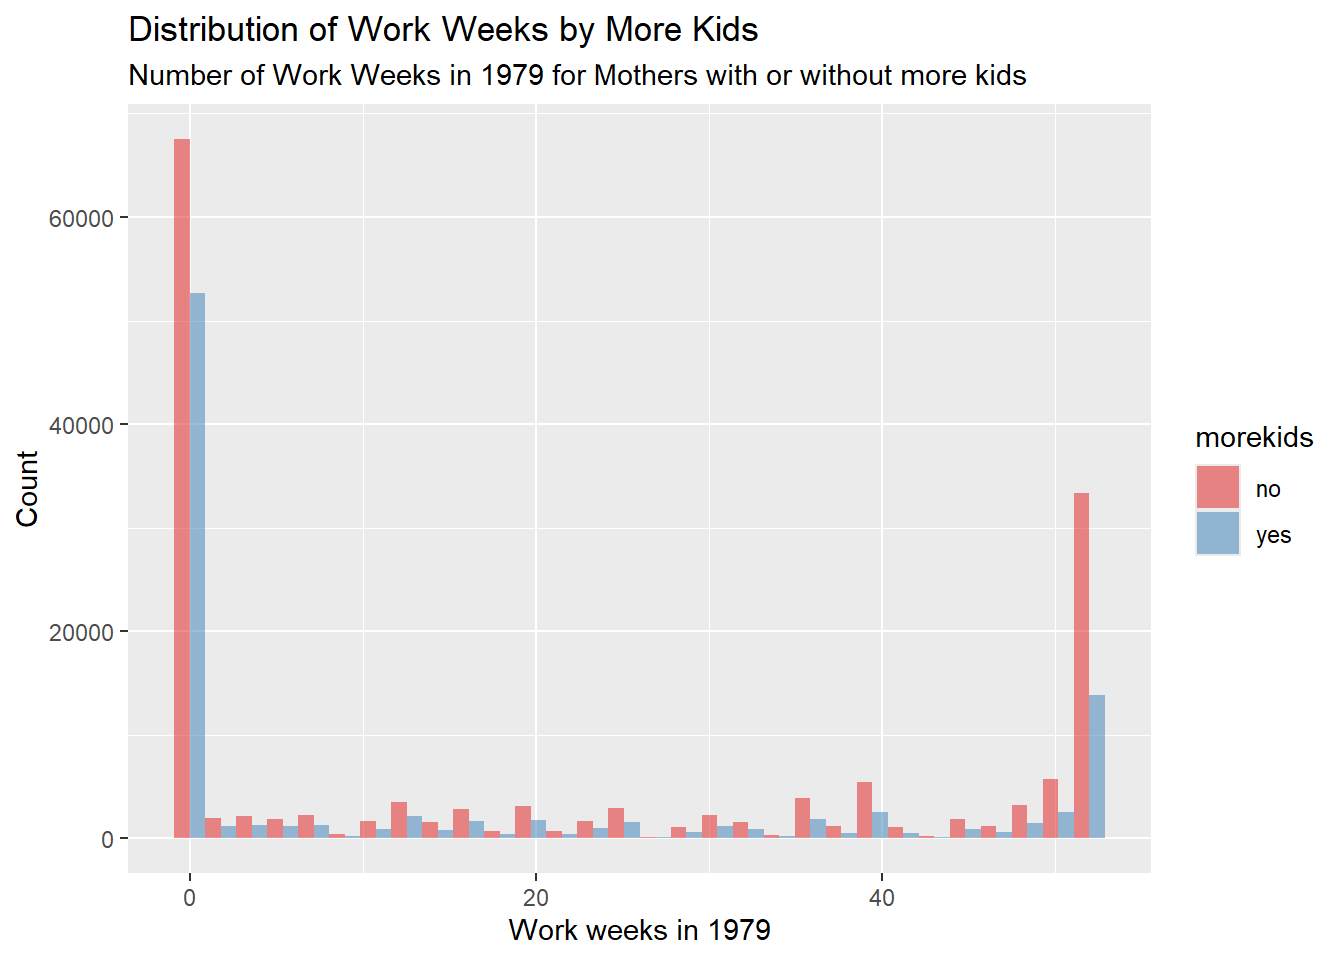 Distribution of Work Weeks by More Kids
Number of Work Weeks in 1979 for Mothers with or without more kids
60000
40000
20000
0
Count
0 20 40
Work weeks in 1979
morekids
no
yes